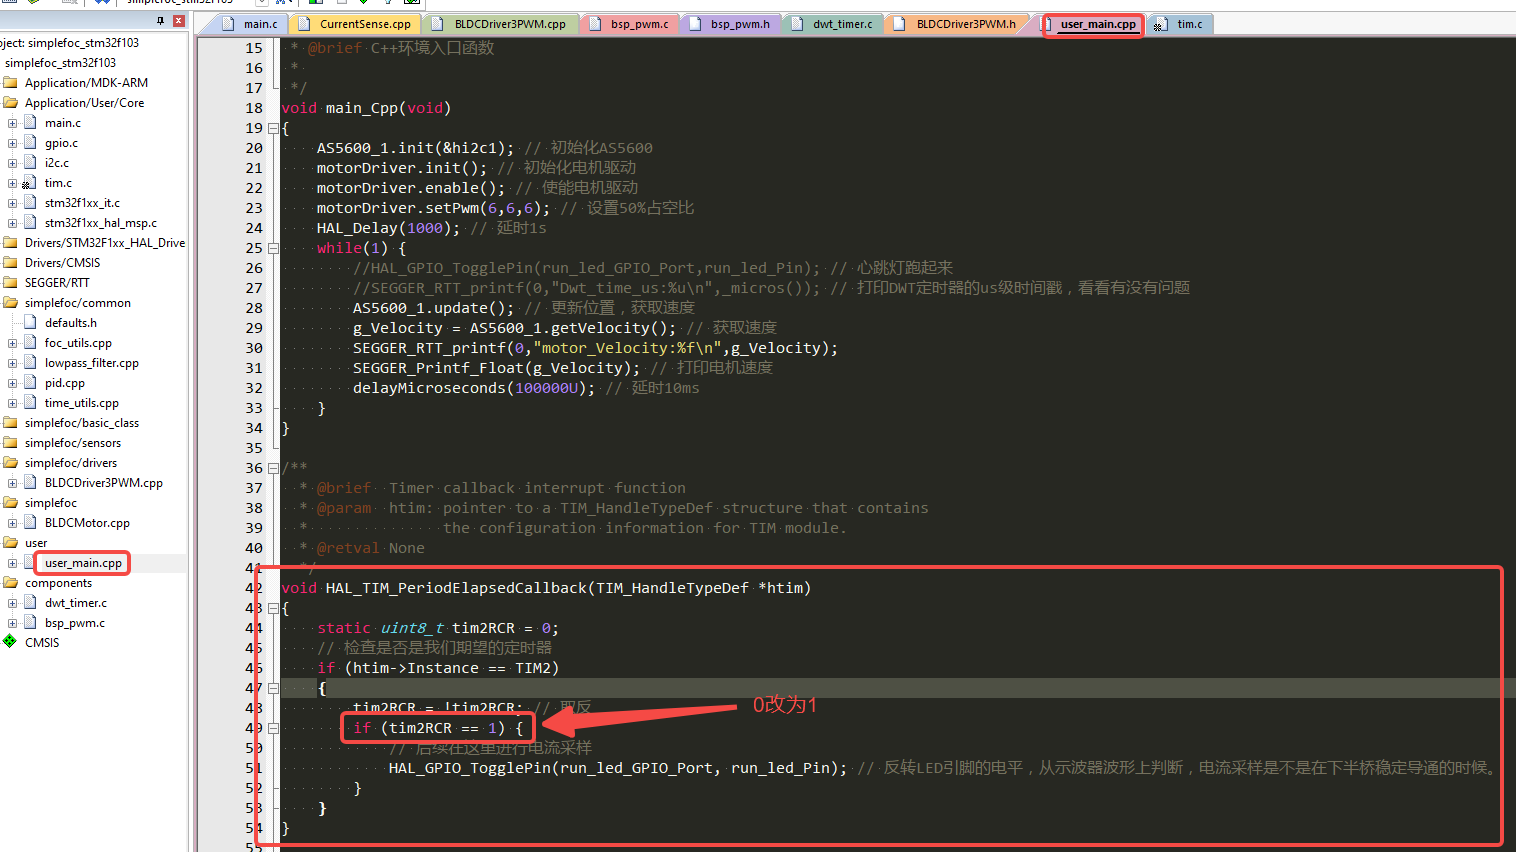 simplefoc_stm32f103
main.c
CurrentSense.cpp
BLDCDriver3PWM.cpp
bsp_pwm.c
bsp_pwm.h
dwt_timer.c
BLDCDriver3PWM.h
user_main.cpp
tim.c
oject: simplefoc_stm32f103
simplefoc_stm32f103
Application/MDK-ARM
Application/User/Core
main.c
gpio.c
i2c.c
tim.c
stm32f1xx_it.c
stm32f1xx_hal_msp.c
Drivers/STM32F1xx_HAL_Drive
Drivers/CMSIS
SEGGER/RTT
simplefoc/common
defaults.h
foc_utils.cpp
lowpass_filter.cpp
pid.cpp
time_utils.cpp
simplefoc/basic_class
simplefoc/sensors
simplefoc/drivers
BLDCDriver3PWM.cpp
simplefoc
BLDCMotor.cpp
user
user_main.cpp
components
dwt_timer.c
bsp_pwm.c
CMSIS
15 * @brief C++环境入口函数
16 *
17 */
18 void main_Cpp(void)
19 {
20 AS5600_1.init(&hi2c1); // 初始化AS5600
21 motorDriver.init(); // 初始化电机驱动
22 motorDriver.enable(); // 使能电机驱动
23 motorDriver.setPwm(6,6,6); // 设置50%占空比
24 HAL_Delay(1000); // 延时1s
25 while(1) {
26 //HAL_GPIO_TogglePin(run_led_GPIO_Port,run_led_Pin); // 心跳灯跑起来
27 //SEGGER_RTT_printf(0,"Dwt_time_us:%u\n",_micros()); // 打印DWT定时器的us级时间戳，看看有没有问题
28 AS5600_1.update(); // 更新位置，获取速度
29 g_Velocity = AS5600_1.getVelocity(); // 获取速度
30 SEGGER_RTT_printf(0,"motor_Velocity:%f\n",g_Velocity);
31 SEGGER_Printf_Float(g_Velocity); // 打印电机速度
32 delayMicroseconds(100000U); // 延时10ms
33 }
34 }
35
36 /**
37 * @brief Timer callback interrupt function
38 * @param htim: pointer to a TIM_HandleTypeDef structure that contains
39 * the configuration information for TIM module.
40 * @retval None
41 */
42 void HAL_TIM_PeriodElapsedCallback(TIM_HandleTypeDef *htim)
43 {
44 static uint8_t tim2RCR = 0;
45 // 检查是否是我们期望的定时器
46 if (htim->Instance == TIM2)
47 {
48 tim2RCR = !tim2RCR; // 取反
0改为1
49 if (tim2RCR == 1) {
50 // 后续在这里进行电流采样
51 HAL_GPIO_TogglePin(run_led_GPIO_Port, run_led_Pin); // 反转LED引脚的电平，从示波器波形上判断，电流采样是不是在下半桥稳定导通的时候。
52 }
53 }
54 }
55